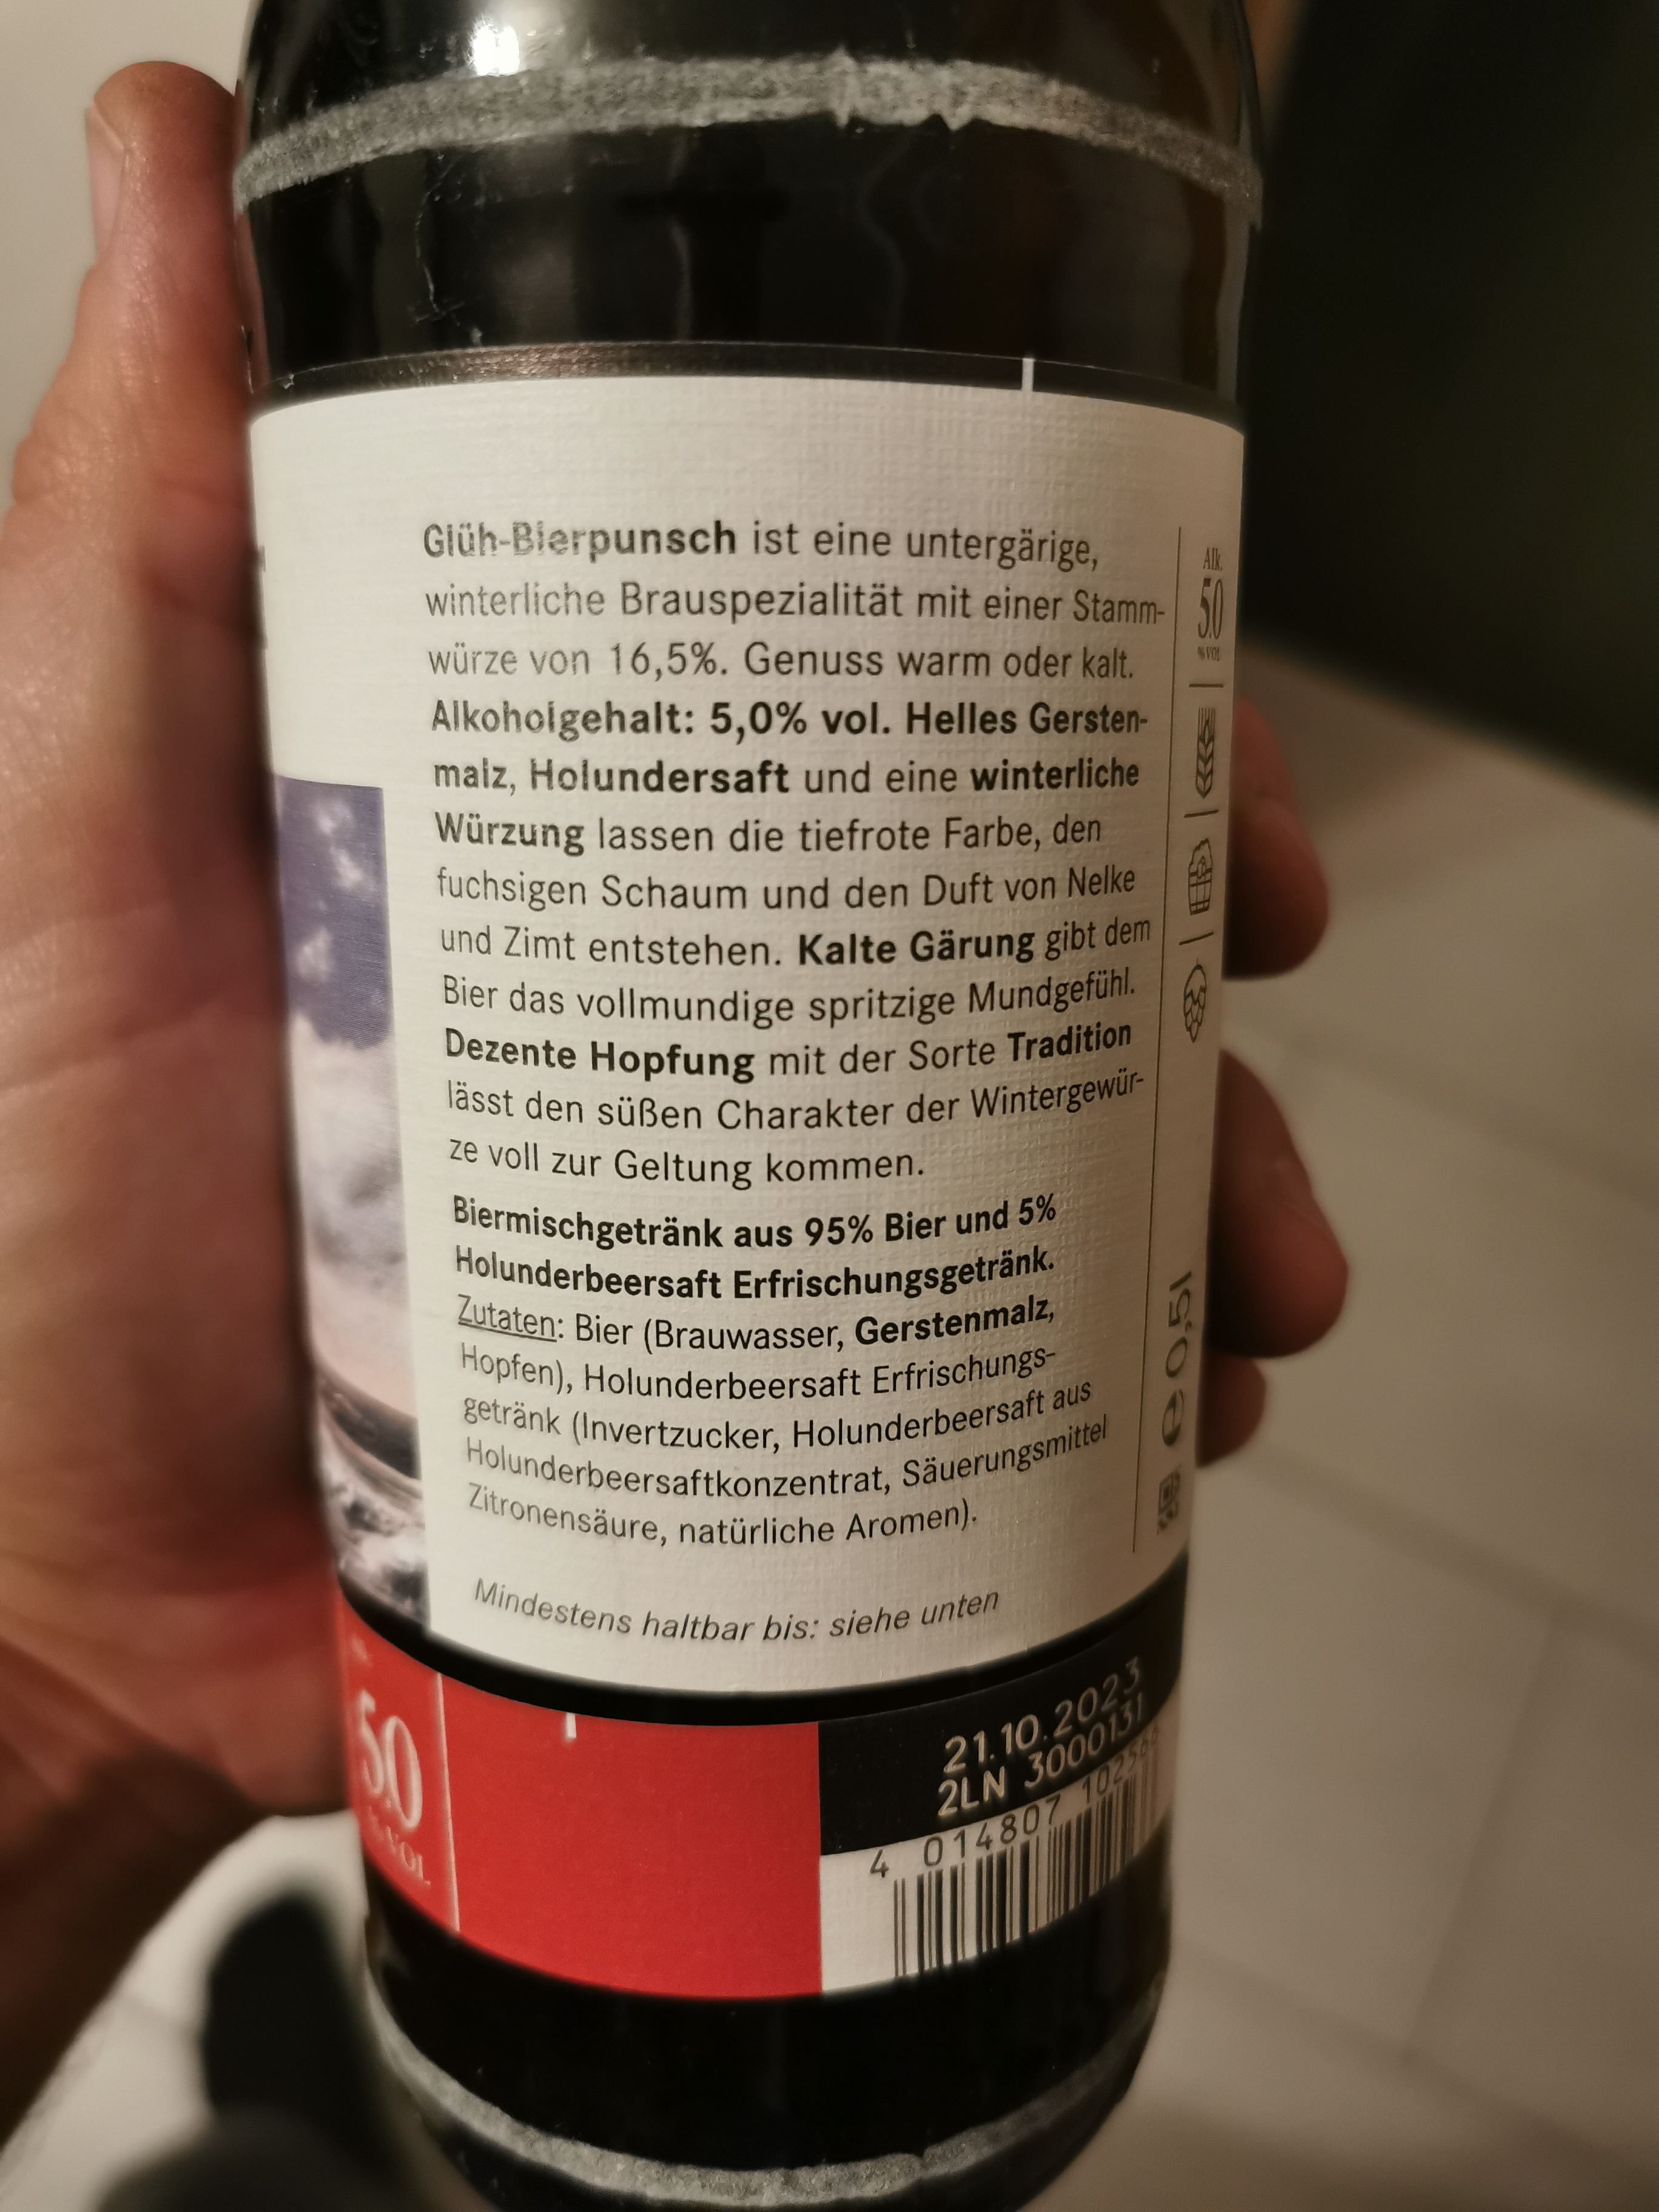 Glüh-Bierpunsch ist eine untergärige,
winterliche Brauspezialität mit einer Stamm-
würze von 16,5%. Genuss warm oder kalt.
Alkoholgehalt: 5,0% vol. Helles Gersten-
malz, Holundersaft und eine winterliche
Würzung lassen die tiefrote Farbe, den
fuchsigen Schaum und den Duft von Nelke
und Zimt entstehen. Kalte Gärung gibt dem
Bier das vollmundige spritzige Mundgefühl.
Dezente Hopfung mit der Sorte Tradition
lässt den süßen Charakter der Wintergewür-
ze voll zur Geltung kommen.
Biermischgetränk aus 95% Bier und 5%
Holunderbeersaft Erfrischungsgetränk.
Zutaten: Bier (Brauwasser, Gerstenmalz,
Hopfen), Holunderbeersaft Erfrischungs-
getränk (Invertzucker, Holunderbeersaft aus
Holunderbeersaftkonzentrat, Säuerungsmittel
Zitronensäure, natürliche Aromen).
Mindestens haltbar bis: siehe unten
Alk.
5,0
% VOL
℮ 0,5l
5,0
VOL
21.10.2023
2LN 3000131
4 014807